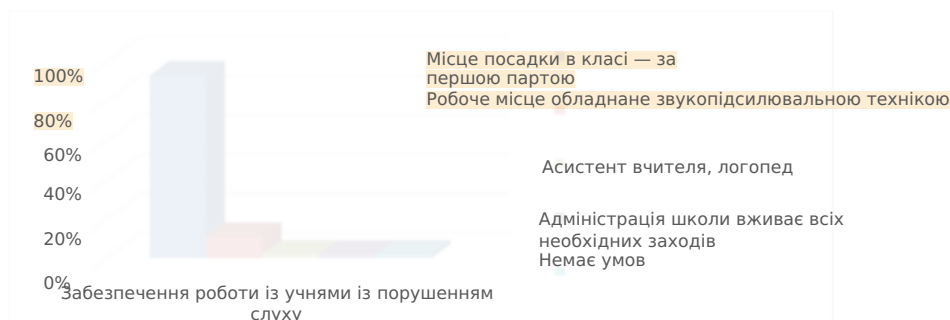 100%
80%
60%
40%
20%
0%
Забезпечення роботи із учнями із порушенням
слуху
Місце посадки в класі — за
першою партою
Робоче місце обладнане звукопідсилювальною технікою
Асистент вчителя, логопед
Адміністрація школи вживає всіх
необхідних заходів
Немає умов